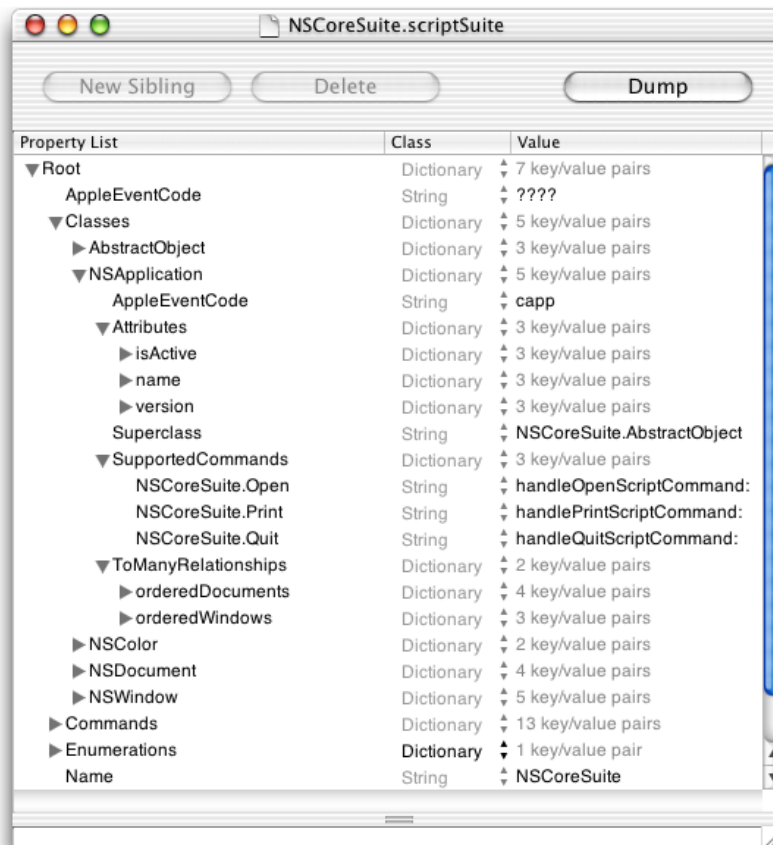 NSCoreSuite.scriptSuite
New Sibling Delete Dump
Property List Class Value
Root Dictionary 7 key/value pairs
AppleEventCode String ????
Classes Dictionary 5 key/value pairs
AbstractObject Dictionary 3 key/value pairs
NSApplication Dictionary 5 key/value pairs
AppleEventCode String capp
Attributes Dictionary 3 key/value pairs
isActive Dictionary 3 key/value pairs
name Dictionary 3 key/value pairs
version Dictionary 3 key/value pairs
Superclass String NSCoreSuite.AbstractObject
SupportedCommands Dictionary 3 key/value pairs
NSCoreSuite.Open String handleOpenScriptCommand:
NSCoreSuite.Print String handlePrintScriptCommand:
NSCoreSuite.Quit String handleQuitScriptCommand:
ToManyRelationships Dictionary 2 key/value pairs
orderedDocuments Dictionary 4 key/value pairs
orderedWindows Dictionary 3 key/value pairs
NSColor Dictionary 2 key/value pairs
NSDocument Dictionary 4 key/value pairs
NSWindow Dictionary 5 key/value pairs
Commands Dictionary 13 key/value pairs
Enumerations Dictionary 1 key/value pair
Name String NSCoreSuite